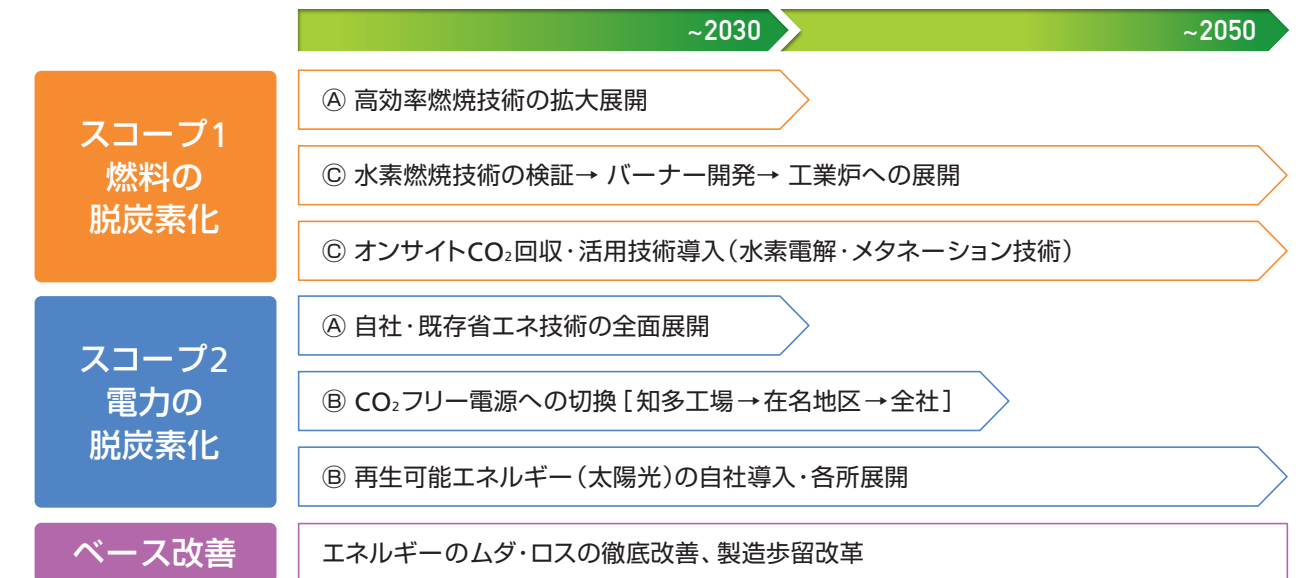 ~2030
~2050
スコープ1
燃料の
脱炭素化
Ⓐ 高効率燃焼技術の拡大展開
Ⓒ 水素燃焼技術の検証→ バーナー開発→ 工業炉への展開
Ⓒ オンサイトCO₂回収・活用技術導入（水素電解・メタネーション技術）
スコープ2
電力の
脱炭素化
Ⓐ 自社・既存省エネ技術の全面展開
Ⓑ CO₂フリー電源への切換［知多工場→在名地区→全社］
Ⓑ 再生可能エネルギー（太陽光）の自社導入・各所展開
ベース改善
エネルギーのムダ・ロスの徹底改善、製造歩留改革